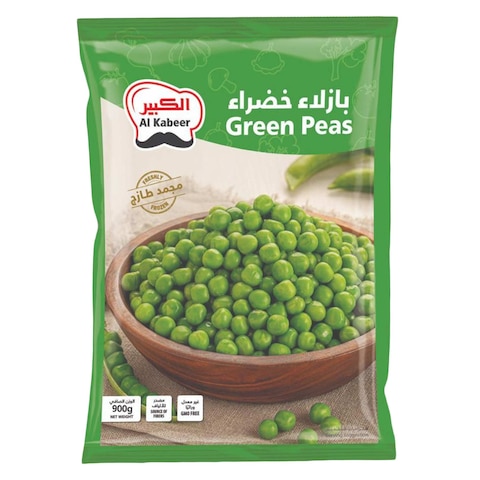 الكبير
Al Kabeer
بازلاء خضراء
Green Peas
FRESHLY
مجمد طازج
FROZEN
الوزن الصافي
900g
NET WEIGHT
مصدر
للألياف
SOURCE OF
FIBERS
غير معدل
وراثيًا
GMO FREE